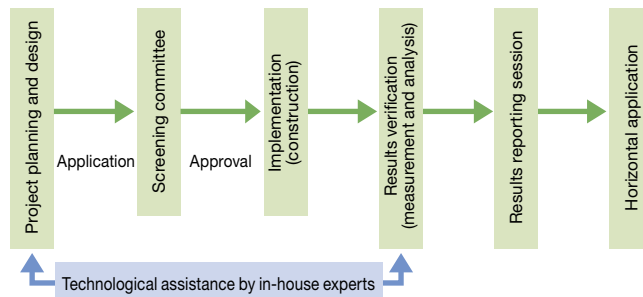 Project planning and design
Application
Screening committee
Approval
Implementation
(construction)
Results verification
(measurement and analysis)
Results reporting session
Horizontal application
Technological assistance by in-house experts